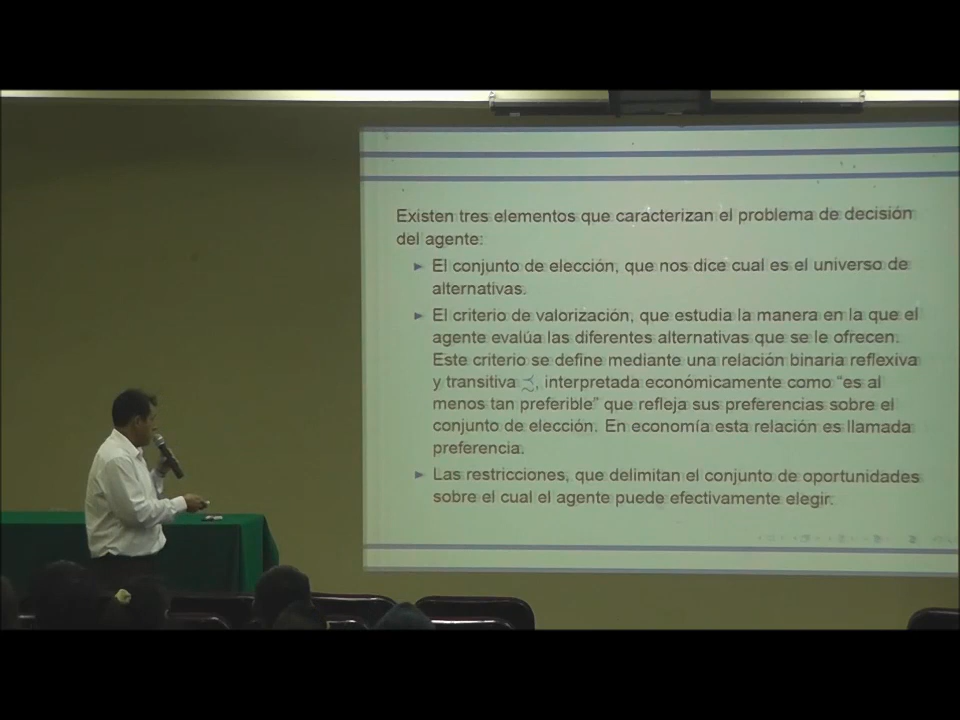 Existen tres elementos que caracterizan el problema de decisión
del agente:
► El conjunto de elección, que nos dice cual es el universo de
alternativas.
► El criterio de valorización, que estudia la manera en la que el
agente evalúa las diferentes alternativas que se le ofrecen.
Este criterio se define mediante una relación binaria reflexiva
y transitiva ≾, interpretada económicamente como “es al
menos tan preferible” que refleja sus preferencias sobre el
conjunto de elección. En economía esta relación es llamada
preferencia.
► Las restricciones, que delimitan el conjunto de oportunidades
sobre el cual el agente puede efectivamente elegir.